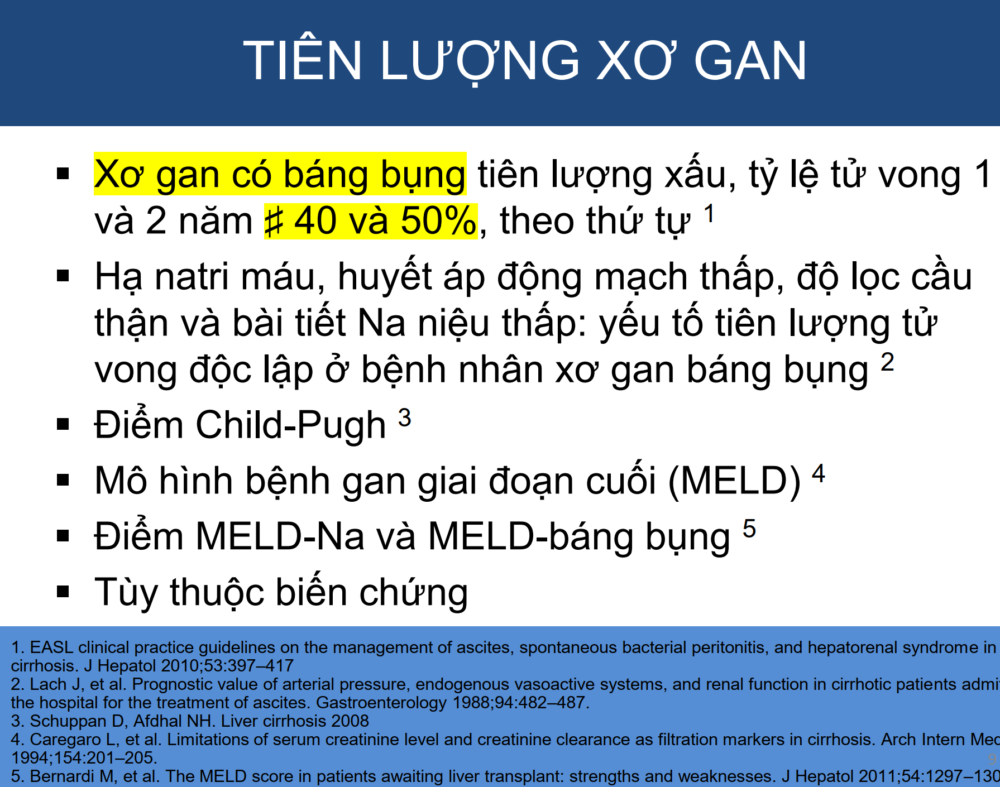 TIÊN LƯỢNG XƠ GAN
▪ Xơ gan có báng bụng tiên lượng xấu, tỷ lệ tử vong 1
và 2 năm ♯ 40 và 50%, theo thứ tự 1
▪ Hạ natri máu, huyết áp động mạch thấp, độ lọc cầu
thận và bài tiết Na niệu thấp: yếu tố tiên lượng tử
vong độc lập ở bệnh nhân xơ gan báng bụng 2
▪ Điểm Child-Pugh 3
▪ Mô hình bệnh gan giai đoạn cuối (MELD) 4
▪ Điểm MELD-Na và MELD-báng bụng 5
▪ Tùy thuộc biến chứng
1. EASL clinical practice guidelines on the management of ascites, spontaneous bacterial peritonitis, and hepatorenal syndrome in
cirrhosis. J Hepatol 2010;53:397–417
2. Lach J, et al. Prognostic value of arterial pressure, endogenous vasoactive systems, and renal function in cirrhotic patients admi
the hospital for the treatment of ascites. Gastroenterology 1988;94:482–487.
3. Schuppan D, Afdhal NH. Liver cirrhosis 2008
4. Caregaro L, et al. Limitations of serum creatinine level and creatinine clearance as filtration markers in cirrhosis. Arch Intern Med
1994;154:201–205.
9
5. Bernardi M, et al. The MELD score in patients awaiting liver transplant: strengths and weaknesses. J Hepatol 2011;54:1297–130